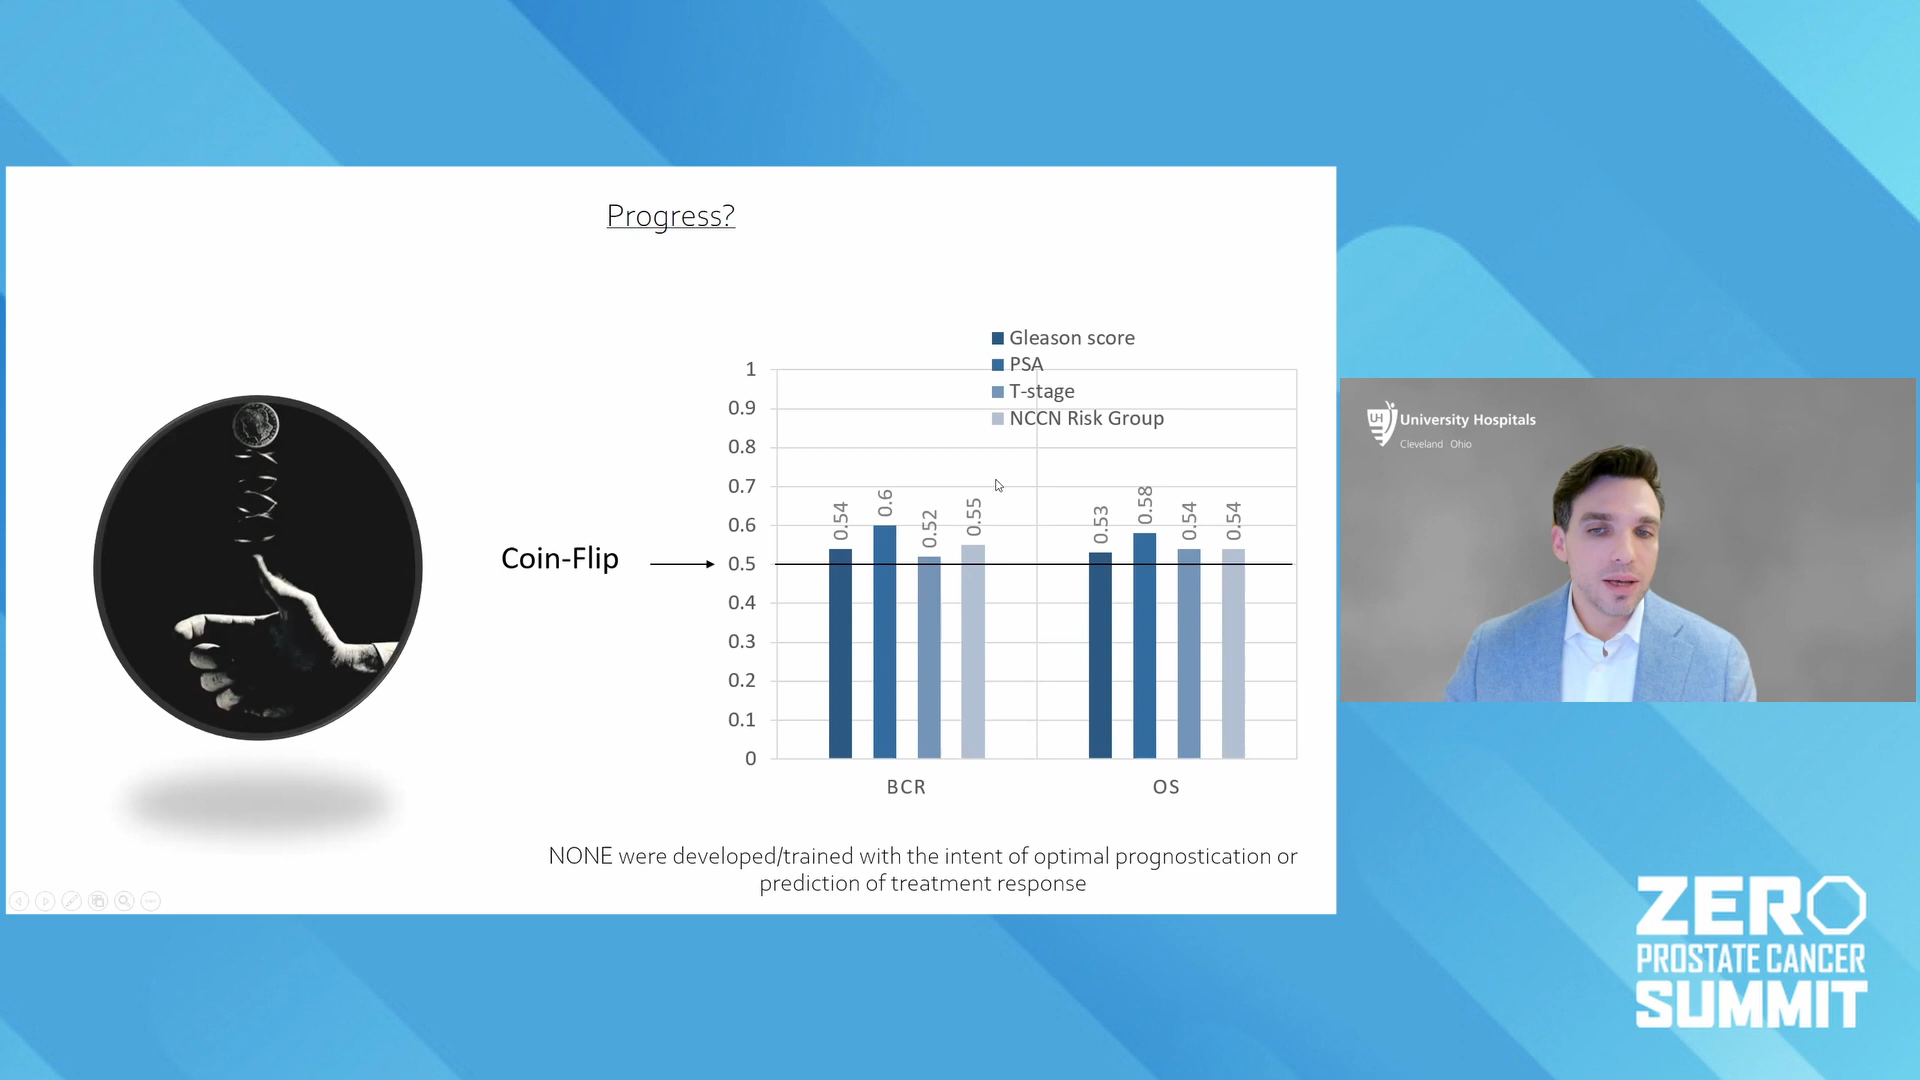 Progress?
Gleason score
PSA
T-stage
NCCN Risk Group
1
0.9
0.8
0.7
0.6
0.5
0.4
0.3
0.2
0.1
0
Coin-Flip
0.54
0.6
0.52
0.55
0.53
0.58
0.54
0.54
BCR
OS
NONE were developed/trained with the intent of optimal prognostication or
prediction of treatment response
UH
University Hospitals
Cleveland Ohio
ZERO
PROSTATE CANCER
SUMMIT